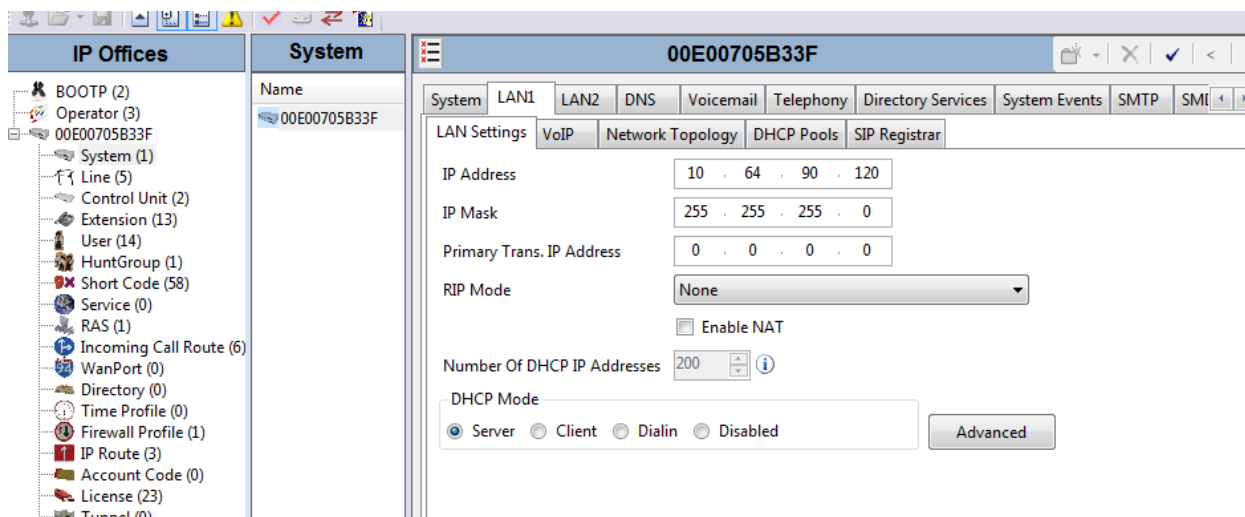 IP Offices
BOOTP (2)
Operator (3)
00E00705B33F
System (1)
Line (5)
Control Unit (2)
Extension (13)
User (14)
HuntGroup (1)
Short Code (58)
Service (0)
RAS (1)
Incoming Call Route (6)
WanPort (0)
Directory (0)
Time Profile (0)
Firewall Profile (1)
IP Route (3)
Account Code (0)
License (23)
Tunnel (0)
System
Name
00E00705B33F
00E00705B33F
System LAN1 LAN2 DNS Voicemail Telephony Directory Services System Events SMTP
LAN Settings VoIP Network Topology DHCP Pools SIP Registrar
IP Address 10 . 64 . 90 . 120
IP Mask 255 . 255 . 255 . 0
Primary Trans. IP Address 0 . 0 . 0 . 0
RIP Mode None
Enable NAT
Number Of DHCP IP Addresses 200
DHCP Mode
Server Client Dialin Disabled
Advanced